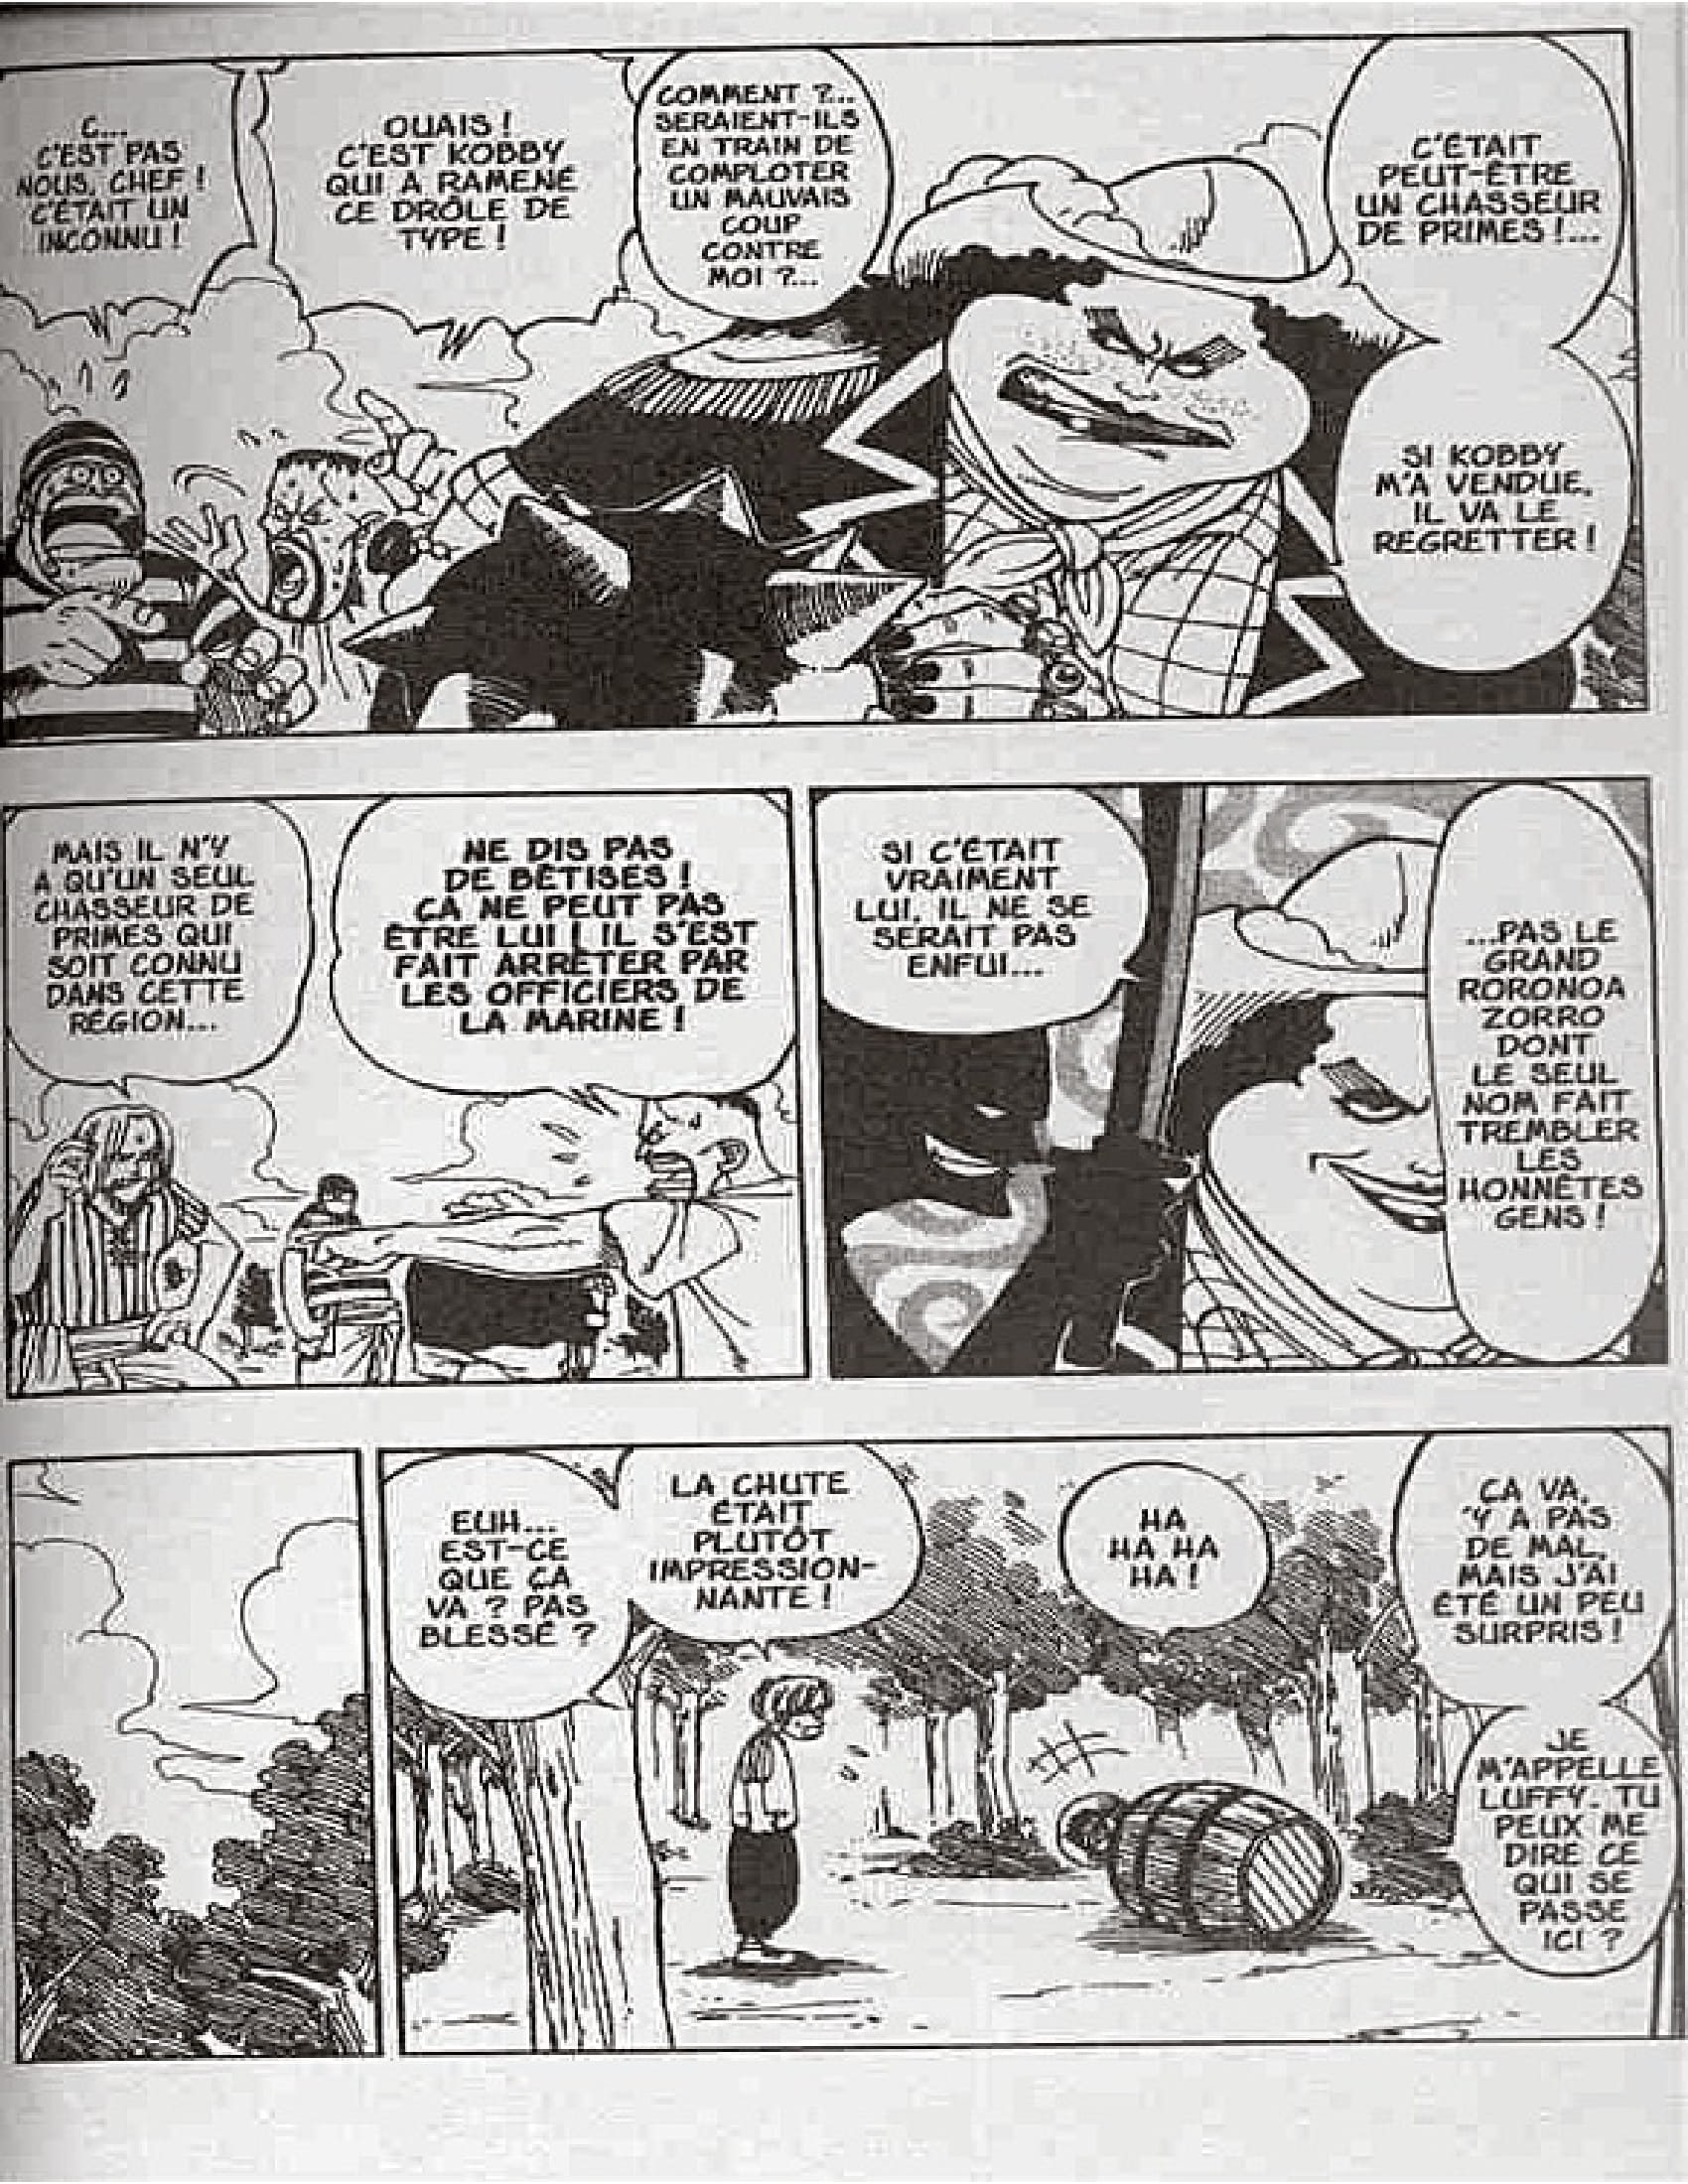 C...
C'EST PAS
NOUS, CHEF !
C'ÉTAIT UN
INCONNU !
OUAIS !
C'EST KOBBY
QUI A RAMENÉ
CE DRÔLE DE
TYPE !
COMMENT ?...
SERAIENT-ILS
EN TRAIN DE
COMPLOTER
UN MAUVAIS
COUP
CONTRE
MOI ?...
C'ÉTAIT
PEUT-ÊTRE
UN CHASSEUR
DE PRIMES !...
SI KOBBY
M'A VENDUE,
IL VA LE
REGRETTER !
MAIS IL N'Y
A QU'UN SEUL
CHASSEUR DE
PRIMES QUI
SOIT CONNU
DANS CETTE
RÉGION...
NE DIS PAS
DE BÊTISES !
ÇA NE PEUT PAS
ÊTRE LUI ! IL S'EST
FAIT ARRÊTER PAR
LES OFFICIERS DE
LA MARINE !
SI C'ÉTAIT
VRAIMENT
LUI, IL NE SE
SERAIT PAS
ENFUI...
...PAS LE
GRAND
RORONOA
ZORRO
DONT
LE SEUL
NOM FAIT
TREMBLER
LES
HONNÊTES
GENS !
EUH...
EST-CE
QUE ÇA
VA ? PAS
BLESSÉ ?
LA CHUTE
ÉTAIT
PLUTÔT
IMPRESSION-
NANTE !
HA
HA HA
HA !
ÇA VA,
Y A PAS
DE MAL,
MAIS J'AI
ÉTÉ UN PEU
SURPRIS !
JE
M'APPELLE
LUFFY. TU
PEUX ME
DIRE CE
QUI SE
PASSE
ICI ?